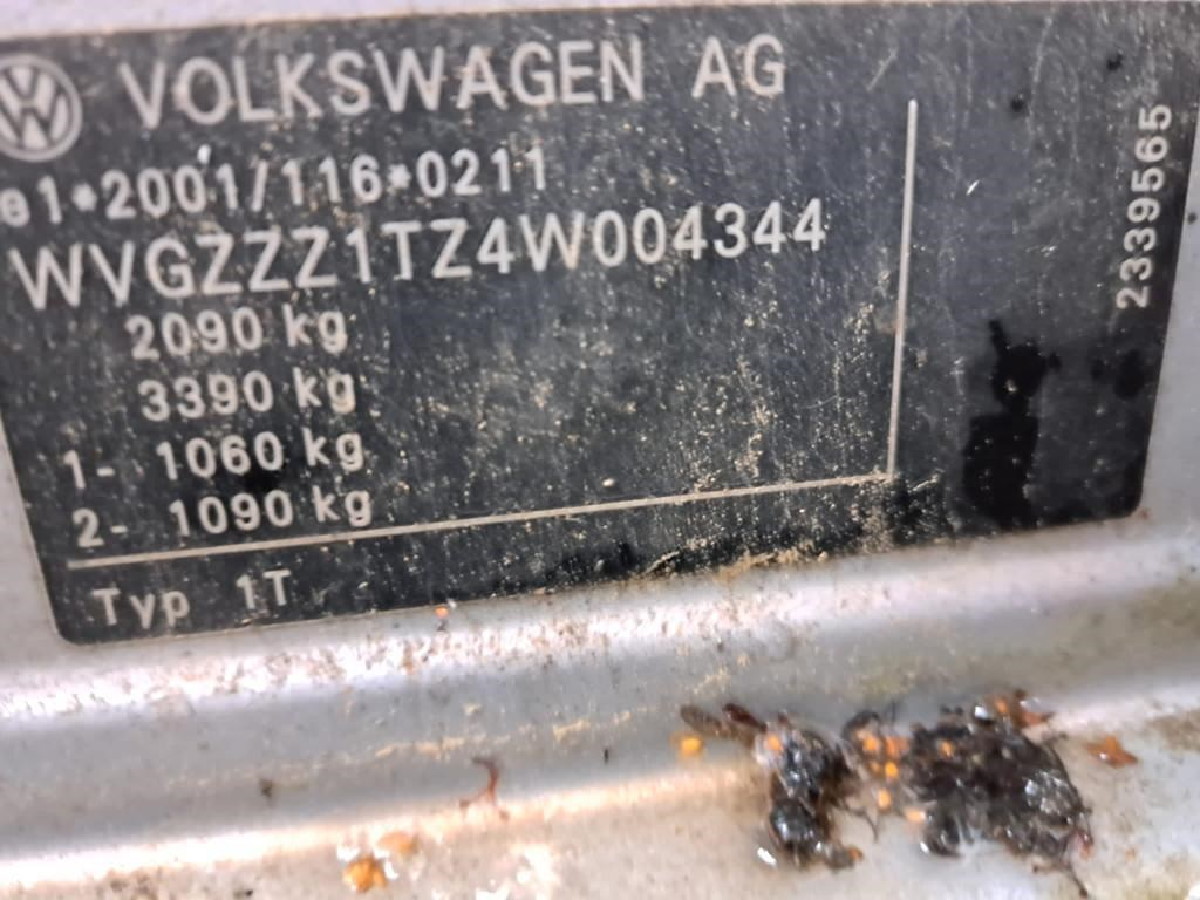 VOLKSWAGEN AG
e1*2001/116*0211
WVGZZZ1TZ4W004344
2090 kg
3390 kg
1- 1060 kg
2- 1090 kg
Typ 1T
2339565